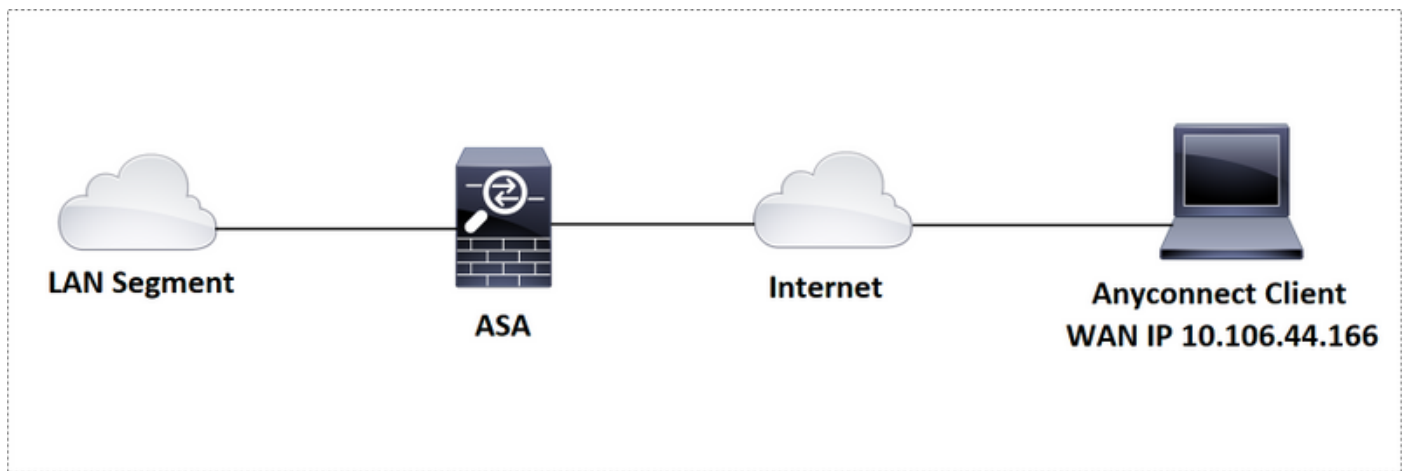 LAN Segment
ASA
Internet
Anyconnect Client
WAN IP 10.106.44.166